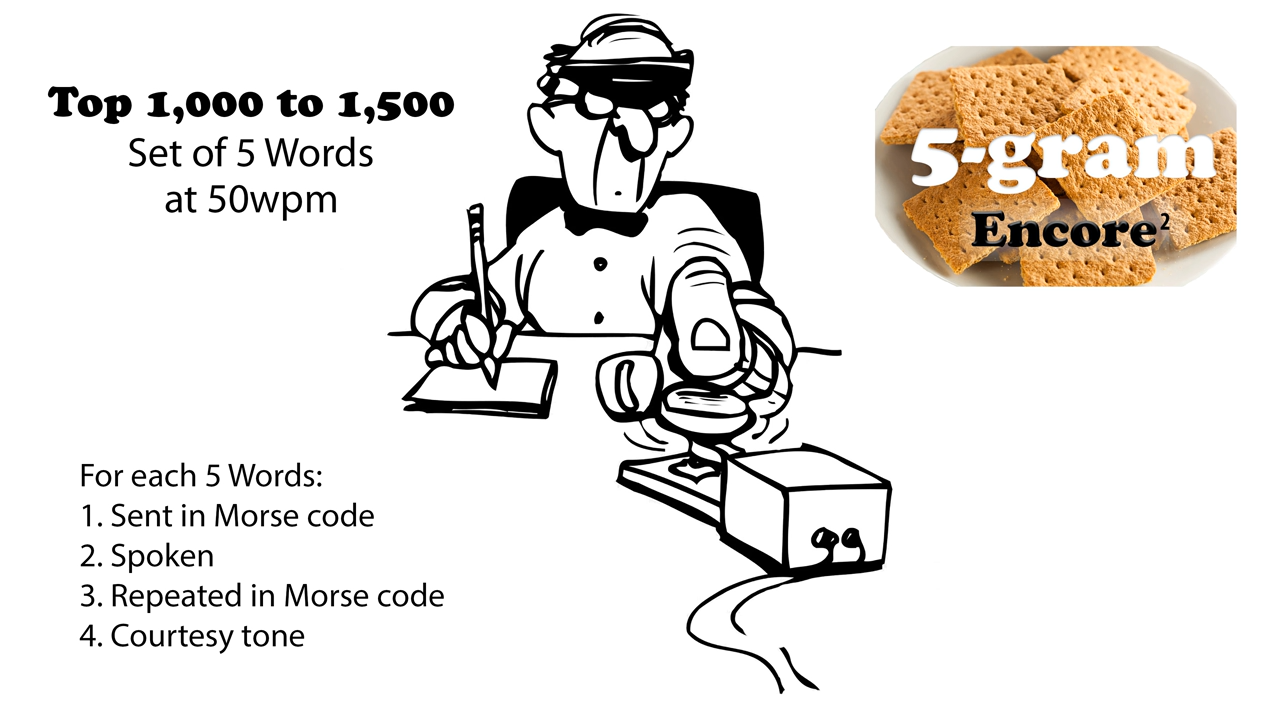 Top 1,000 to 1,500
Set of 5 Words
at 50wpm
5-gram
Encore²
For each 5 Words:
1. Sent in Morse code
2. Spoken
3. Repeated in Morse code
4. Courtesy tone